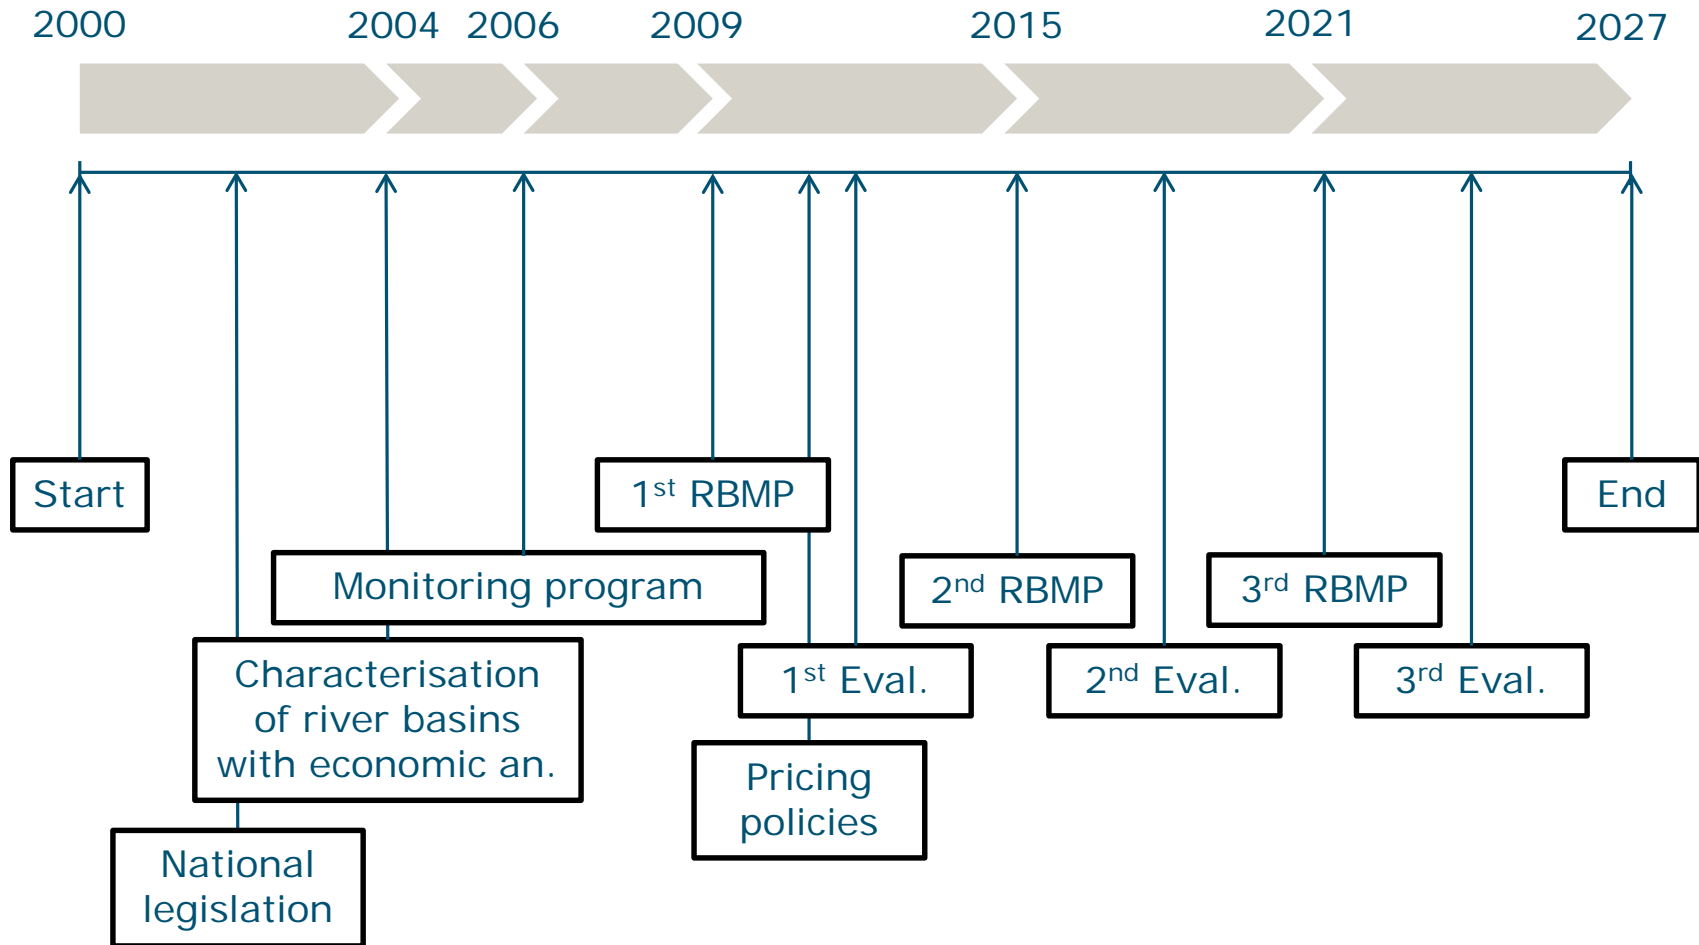 2000 2004 2006 2009 2015 2021 2027
Start
1st RBMP
End
Monitoring program
2nd RBMP
3rd RBMP
Characterisation
of river basins
with economic an.
1st Eval.
2nd Eval.
3rd Eval.
Pricing
policies
National
legislation